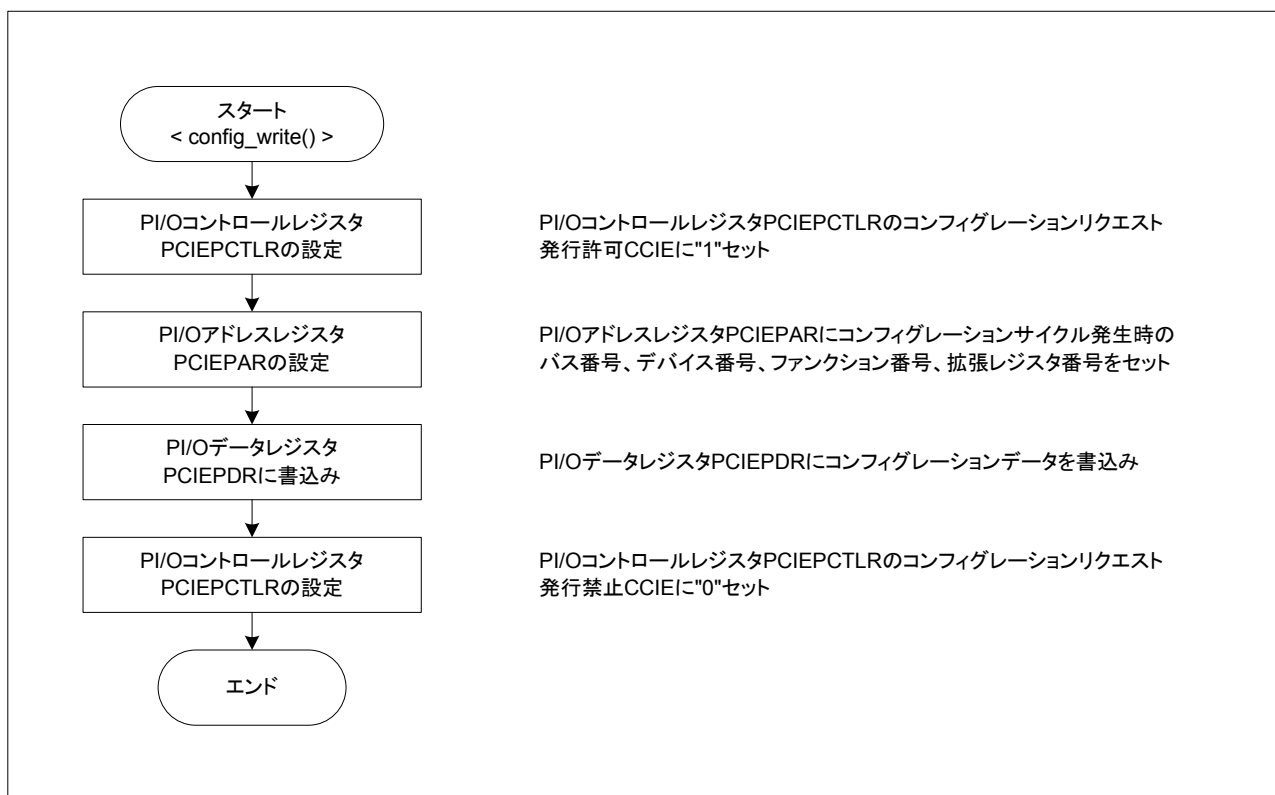 スタート
< config_write() >
PI/Oコントロールレジスタ
PCIEPCTLRの設定
PI/OコントロールレジスタPCIEPCTLRのコンフィグレーションリクエスト
発行許可CCIEに"1"セット
PI/Oアドレスレジスタ
PCIEPARの設定
PI/OアドレスレジスタPCIEPARにコンフィグレーションサイクル発生時の
バス番号、デバイス番号、ファンクション番号、拡張レジスタ番号をセット
PI/Oデータレジスタ
PCIEPDRに書込み
PI/OデータレジスタPCIEPDRにコンフィグレーションデータを書込み
PI/Oコントロールレジスタ
PCIEPCTLRの設定
PI/OコントロールレジスタPCIEPCTLRのコンフィグレーションリクエスト
発行禁止CCIEに"0"セット
エンド